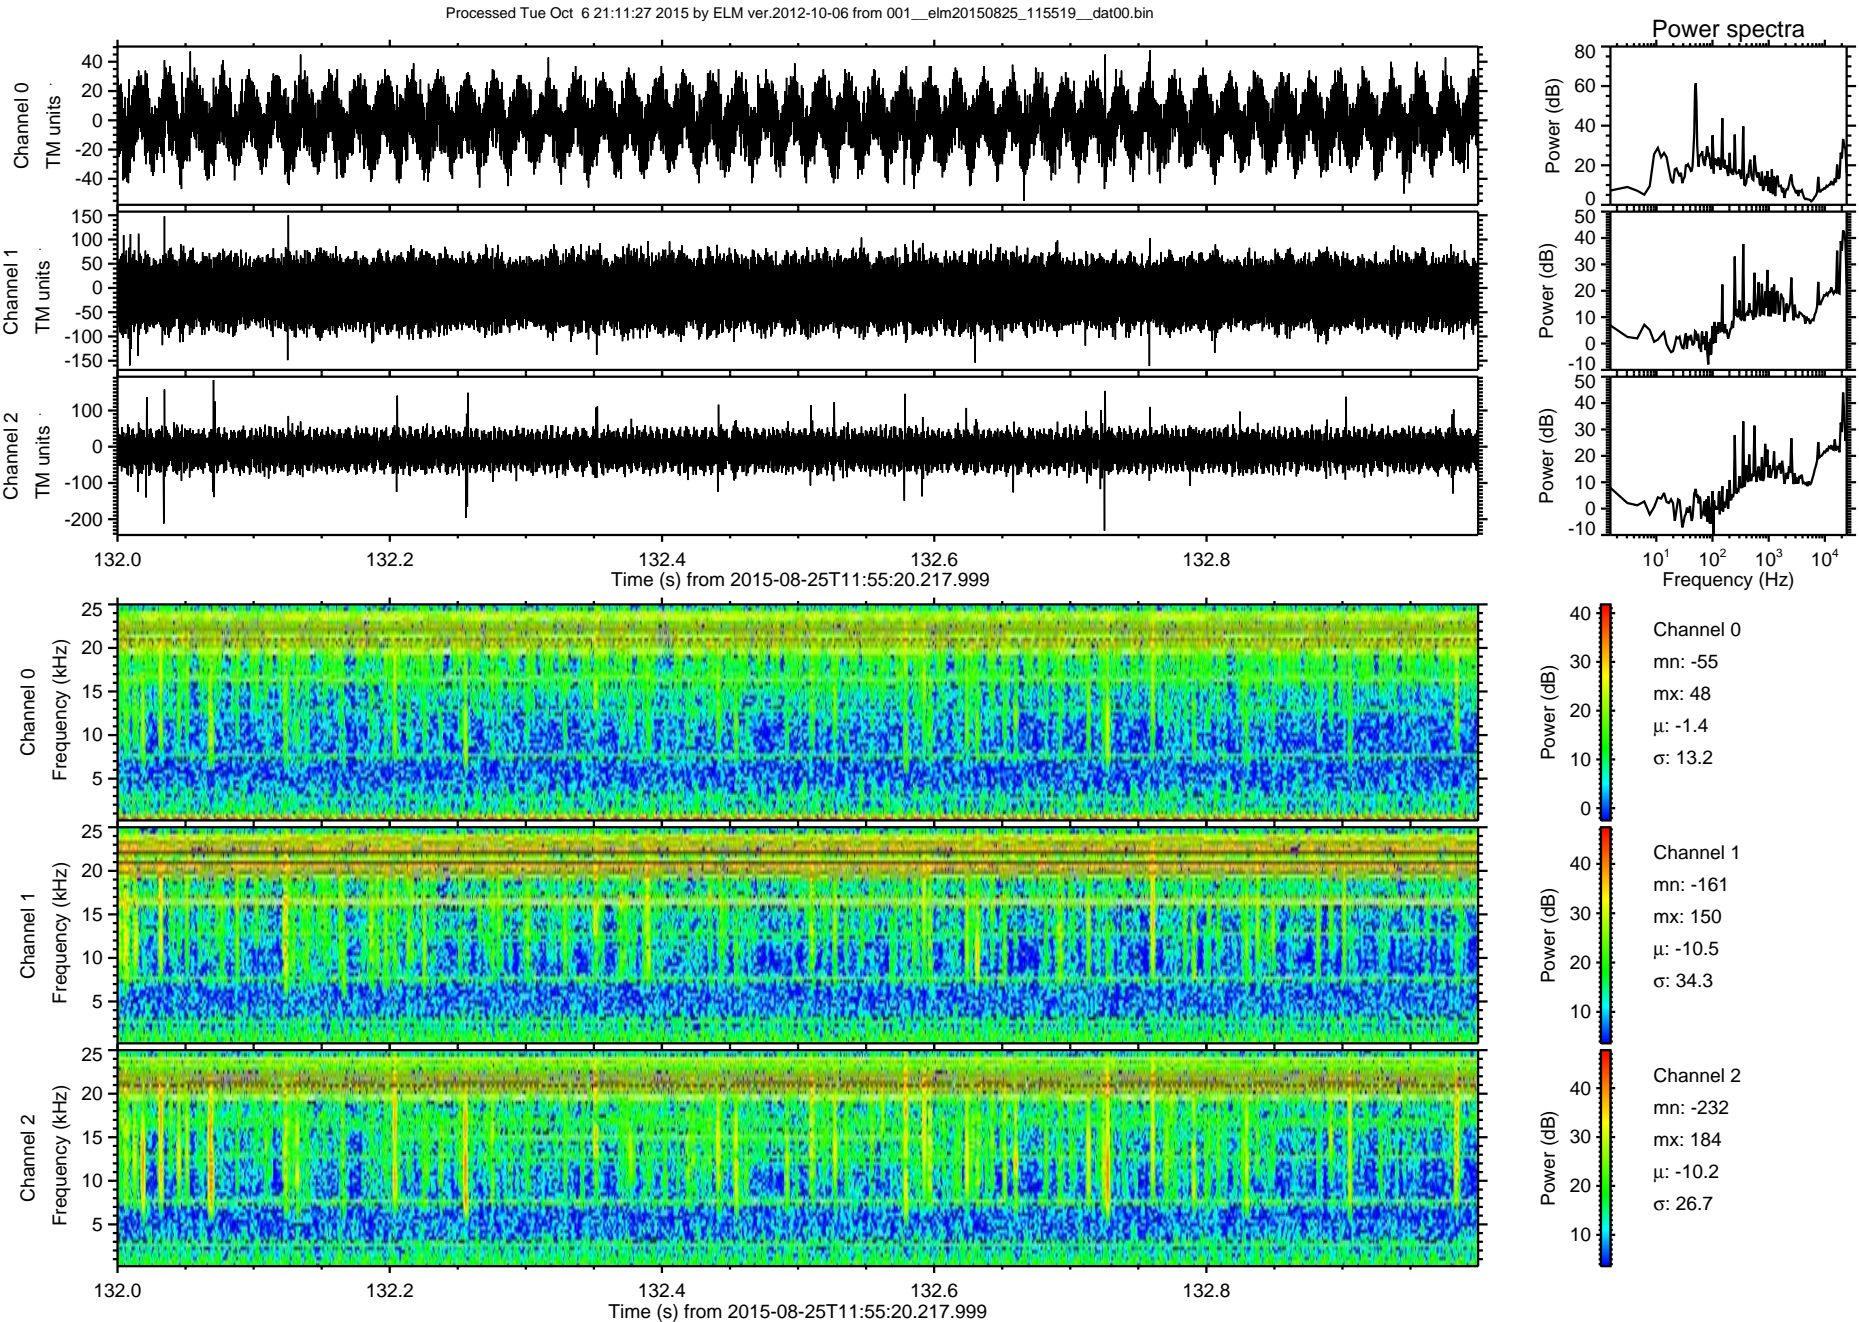 Processed Tue Oct  6 21:11:27 2015 by ELM ver.2012-10-06 from 001__elm20150825_115519__dat00.bin
Power spectra
Channel 0
TM units
40
20
0
-20
-40
Power (dB)
80
60
40
20
0
Channel 1
TM units
150
100
50
0
-50
-100
-150
Power (dB)
50
40
30
20
10
0
-10
Channel 2
TM units
100
0
-100
-200
Power (dB)
50
40
30
20
10
0
-10
132.0 132.2 132.4 132.6 132.8
Time (s) from 2015-08-25T11:55:20.217.999
10¹ 10² 10³ 10⁴
Frequency (Hz)
Channel 0
Frequency (kHz)
25
20
15
10
5
Power (dB)
40
30
20
10
0
Channel 0
mn: -55
mx: 48
μ: -1.4
σ: 13.2
Channel 1
Frequency (kHz)
25
20
15
10
5
Power (dB)
40
30
20
10
Channel 1
mn: -161
mx: 150
μ: -10.5
σ: 34.3
Channel 2
Frequency (kHz)
25
20
15
10
5
Power (dB)
40
30
20
10
Channel 2
mn: -232
mx: 184
μ: -10.2
σ: 26.7
132.0 132.2 132.4 132.6 132.8
Time (s) from 2015-08-25T11:55:20.217.999